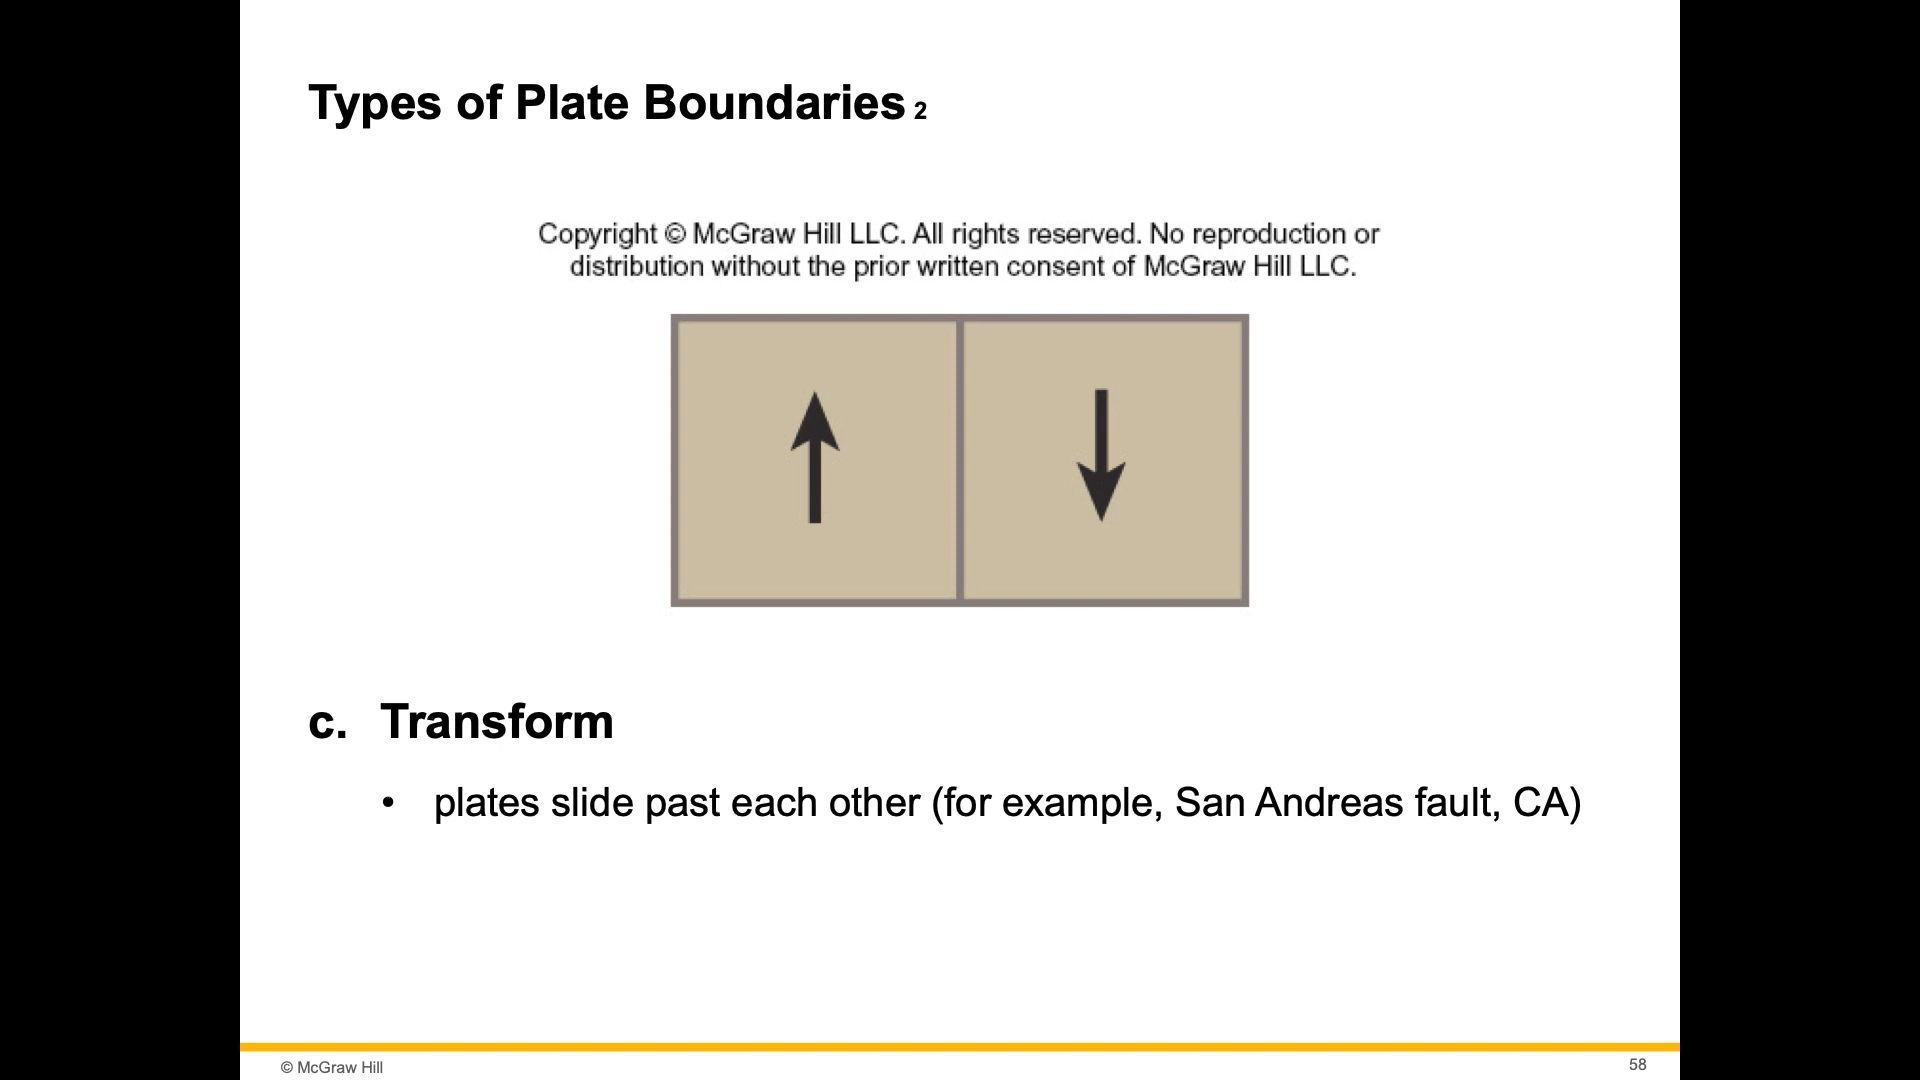 Types of Plate Boundaries 2
Copyright © McGraw Hill LLC. All rights reserved. No reproduction or
distribution without the prior written consent of McGraw Hill LLC.
c. Transform
• plates slide past each other (for example, San Andreas fault, CA)
© McGraw Hill
58